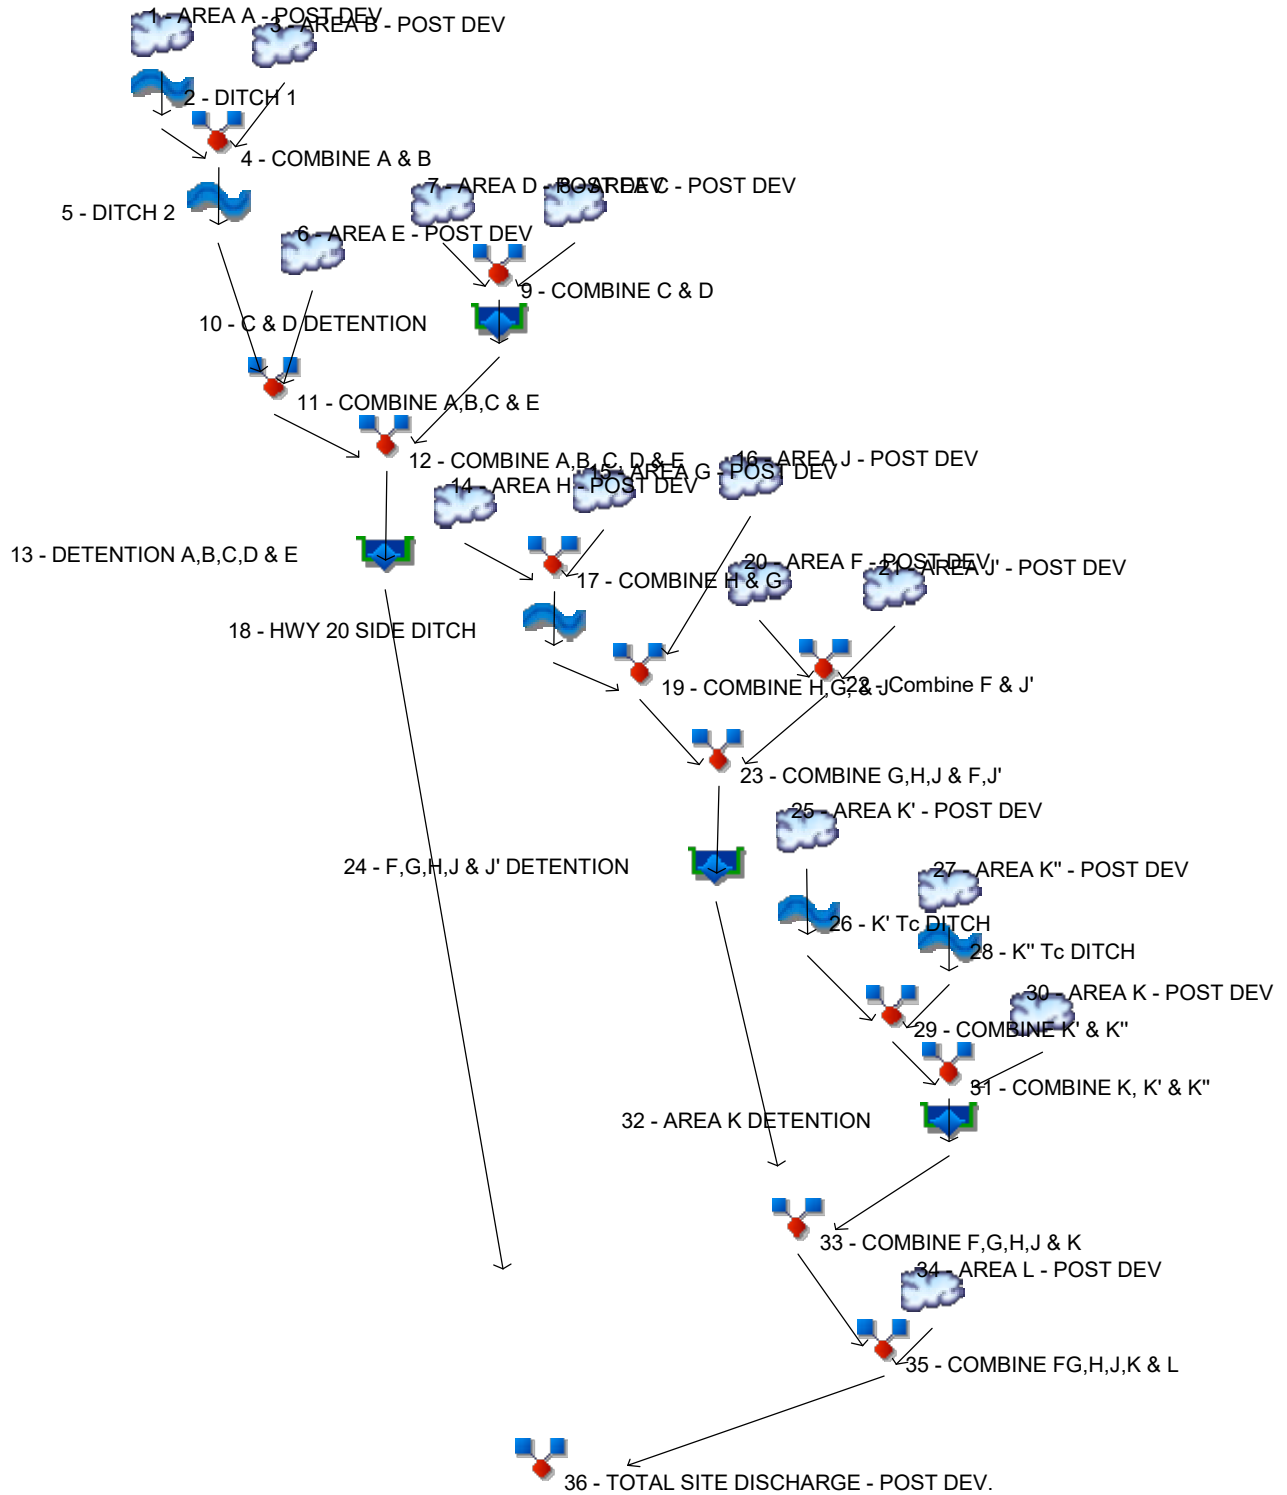 1 - AREA A - POST DEV
3 - AREA B - POST DEV
2 - DITCH 1
4 - COMBINE A & B
7 - AREA D - POST DEV
8 - AREA C - POST DEV
5 - DITCH 2
6 - AREA E - POST DEV
9 - COMBINE C & D
10 - C & D DETENTION
11 - COMBINE A,B,C & E
12 - COMBINE A,B, C, D & E
16 - AREA J - POST DEV
15 - AREA G - POST DEV
14 - AREA H - POST DEV
13 - DETENTION A,B,C,D & E
20 - AREA F - POST DEV
21 - AREA J' - POST DEV
17 - COMBINE H & G
18 - HWY 20 SIDE DITCH
19 - COMBINE H,G, & J
22 - Combine F & J'
23 - COMBINE G,H,J & F,J'
25 - AREA K' - POST DEV
24 - F,G,H,J & J' DETENTION
27 - AREA K" - POST DEV
26 - K' Tc DITCH
28 - K" Tc DITCH
30 - AREA K - POST DEV
29 - COMBINE K' & K"
31 - COMBINE K, K' & K"
32 - AREA K DETENTION
33 - COMBINE F,G,H,J & K
34 - AREA L - POST DEV
35 - COMBINE FG,H,J,K & L
36 - TOTAL SITE DISCHARGE - POST DEV.